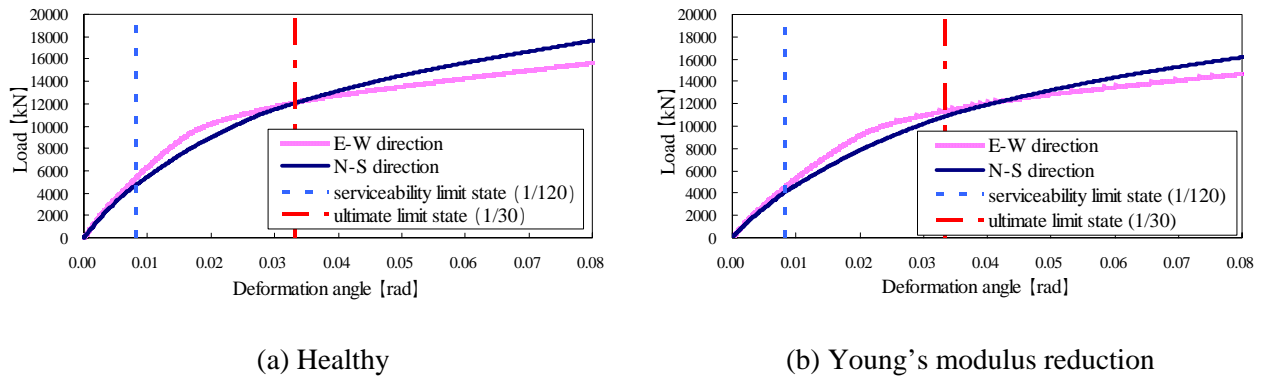 20000
18000
16000
14000
12000
10000
8000
6000
4000
2000
0
Load【kN】
E-W direction
N-S direction
serviceability limit state (1/120)
ultimate limit state (1/30)
0.00 0.01 0.02 0.03 0.04 0.05 0.06 0.07 0.08
Deformation angle【rad】
(a) Healthy
20000
18000
16000
14000
12000
10000
8000
6000
4000
2000
0
Load【kN】
E-W direction
N-S direction
serviceability limit state (1/120)
ultimate limit state (1/30)
0.00 0.01 0.02 0.03 0.04 0.05 0.06 0.07 0.08
Deformation angle【rad】
(b) Young’s modulus reduction